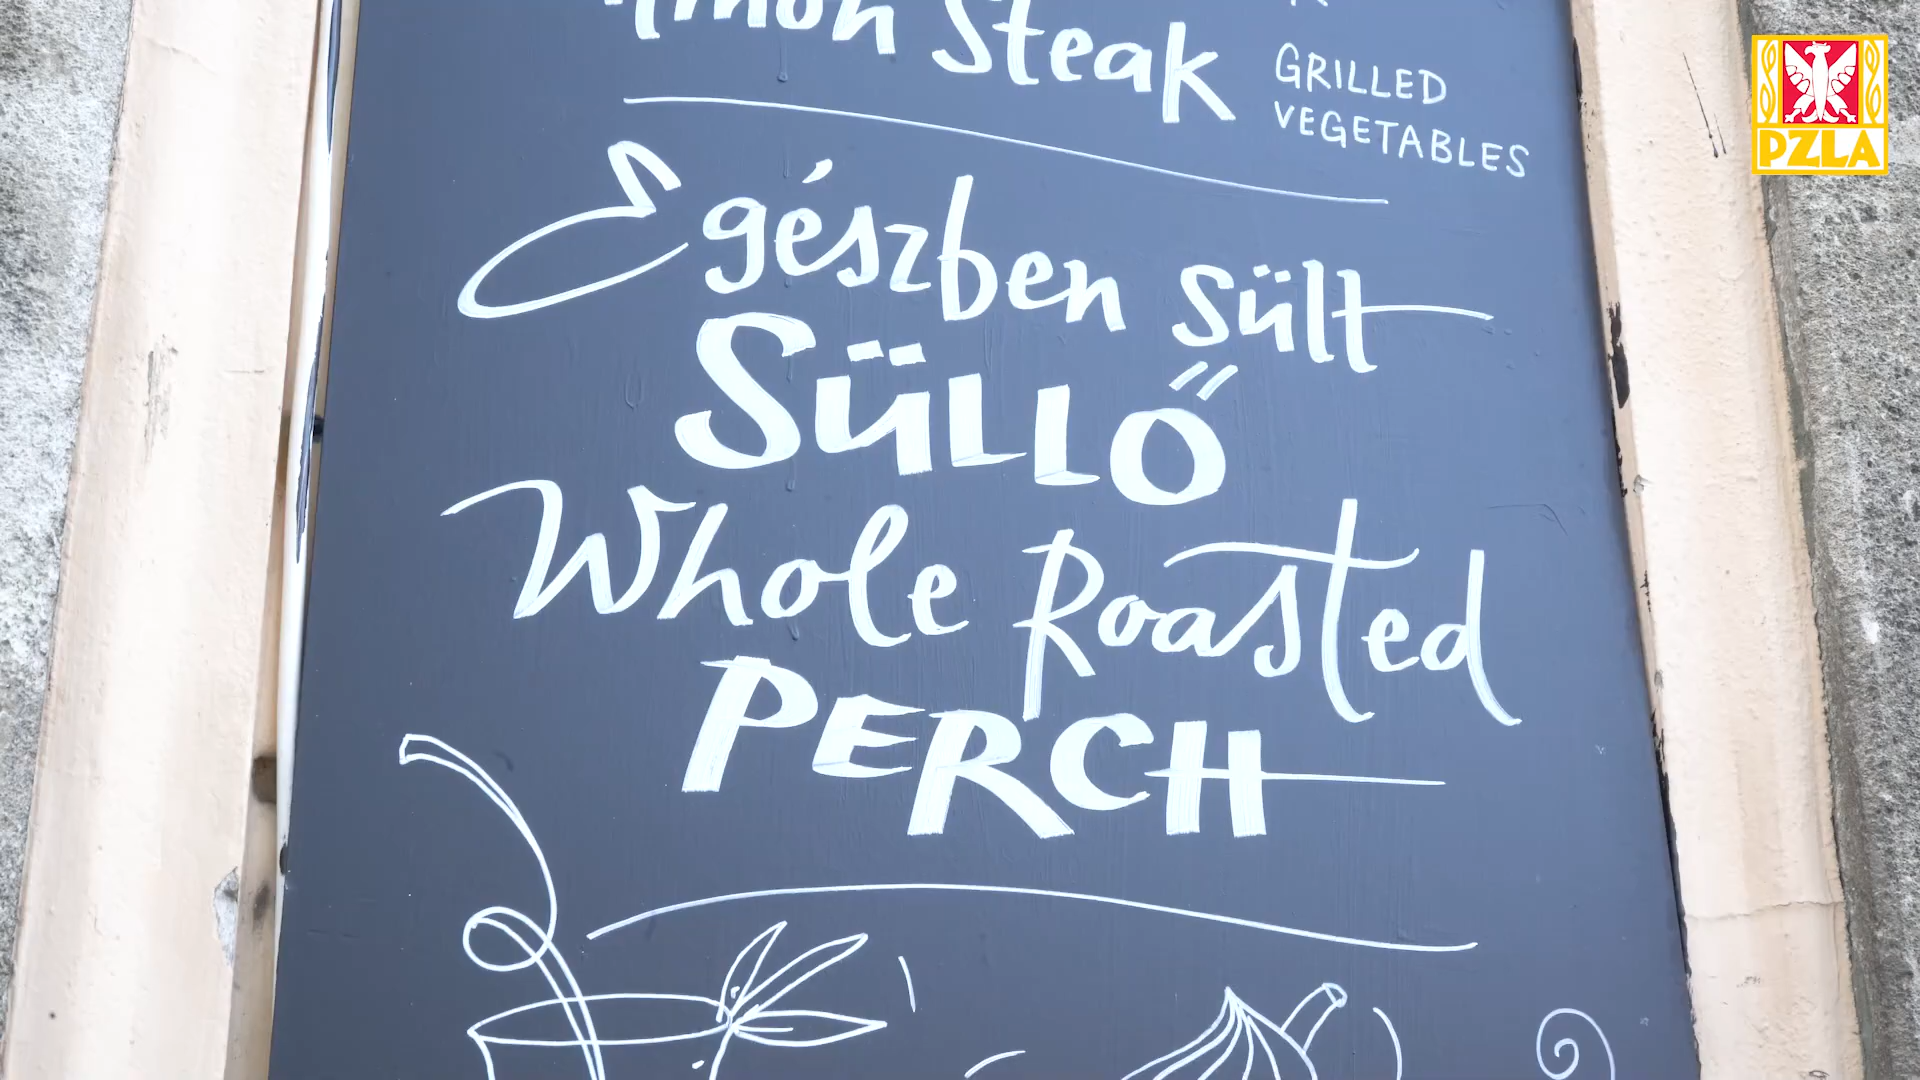 Steak
GRILLED
VEGETABLES
Egészben sült
SÜLLŐ
Whole Roasted
PERCH
PZLA